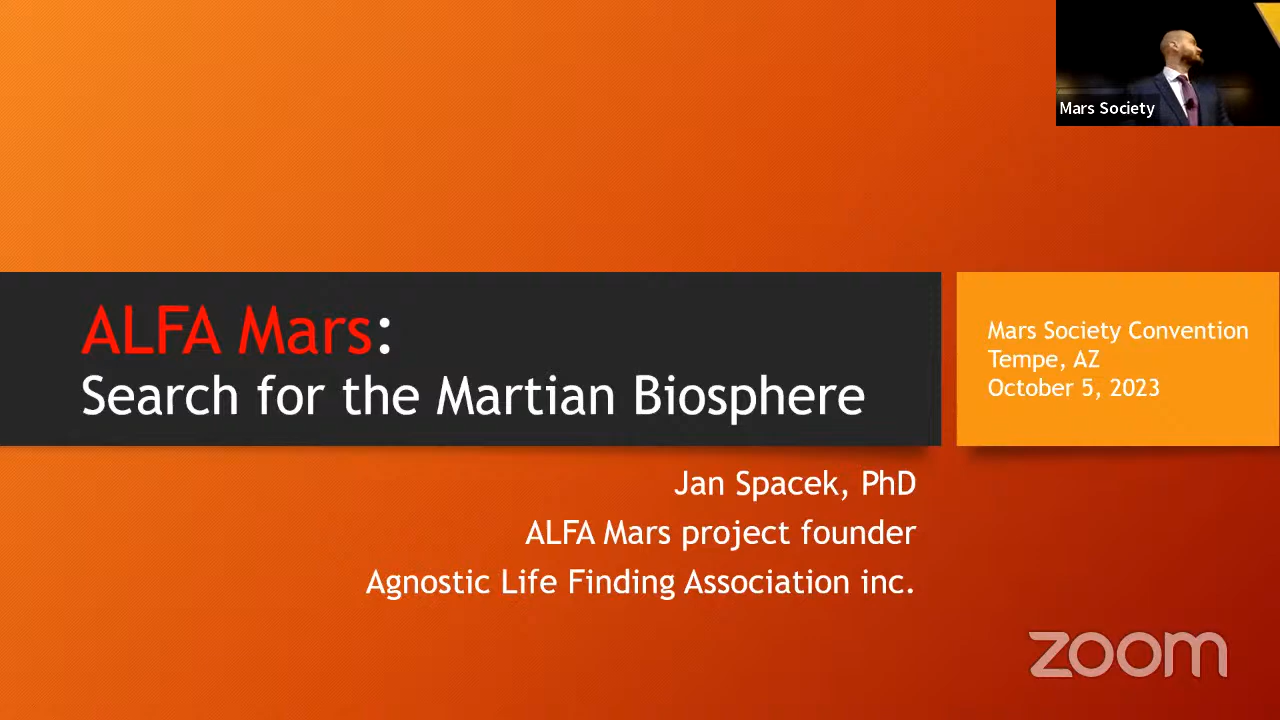 Mars Society
ALFA Mars:
Search for the Martian Biosphere
Mars Society Convention
Tempe, AZ
October 5, 2023
Jan Spacek, PhD
ALFA Mars project founder
Agnostic Life Finding Association inc.
zoom